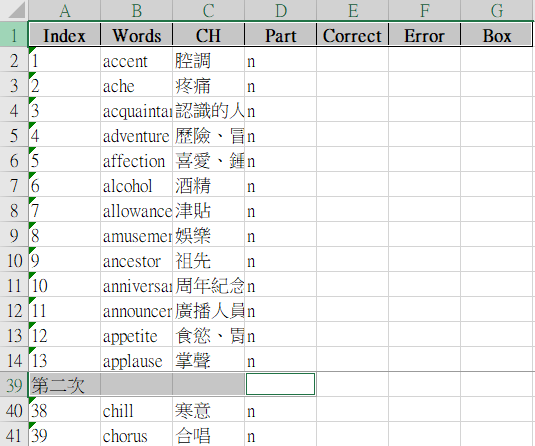 A B C D E F G
1 Index Words CH Part Correct Error Box
2 1 accent 腔調 n
3 2 ache 疼痛 n
4 3 acquainta 認識的人 n
5 4 adventure 歷險、冒 n
6 5 affection 喜愛、鍾 n
7 6 alcohol 酒精 n
8 7 allowance 津貼 n
9 8 amuseme 娛樂 n
10 9 ancestor 祖先 n
11 10 anniversa 周年紀念 n
12 11 announcer 廣播人員 n
13 12 appetite 食慾、胃 n
14 13 applause 掌聲 n
39 第二次
40 38 chill 寒意 n
41 39 chorus 合唱 n